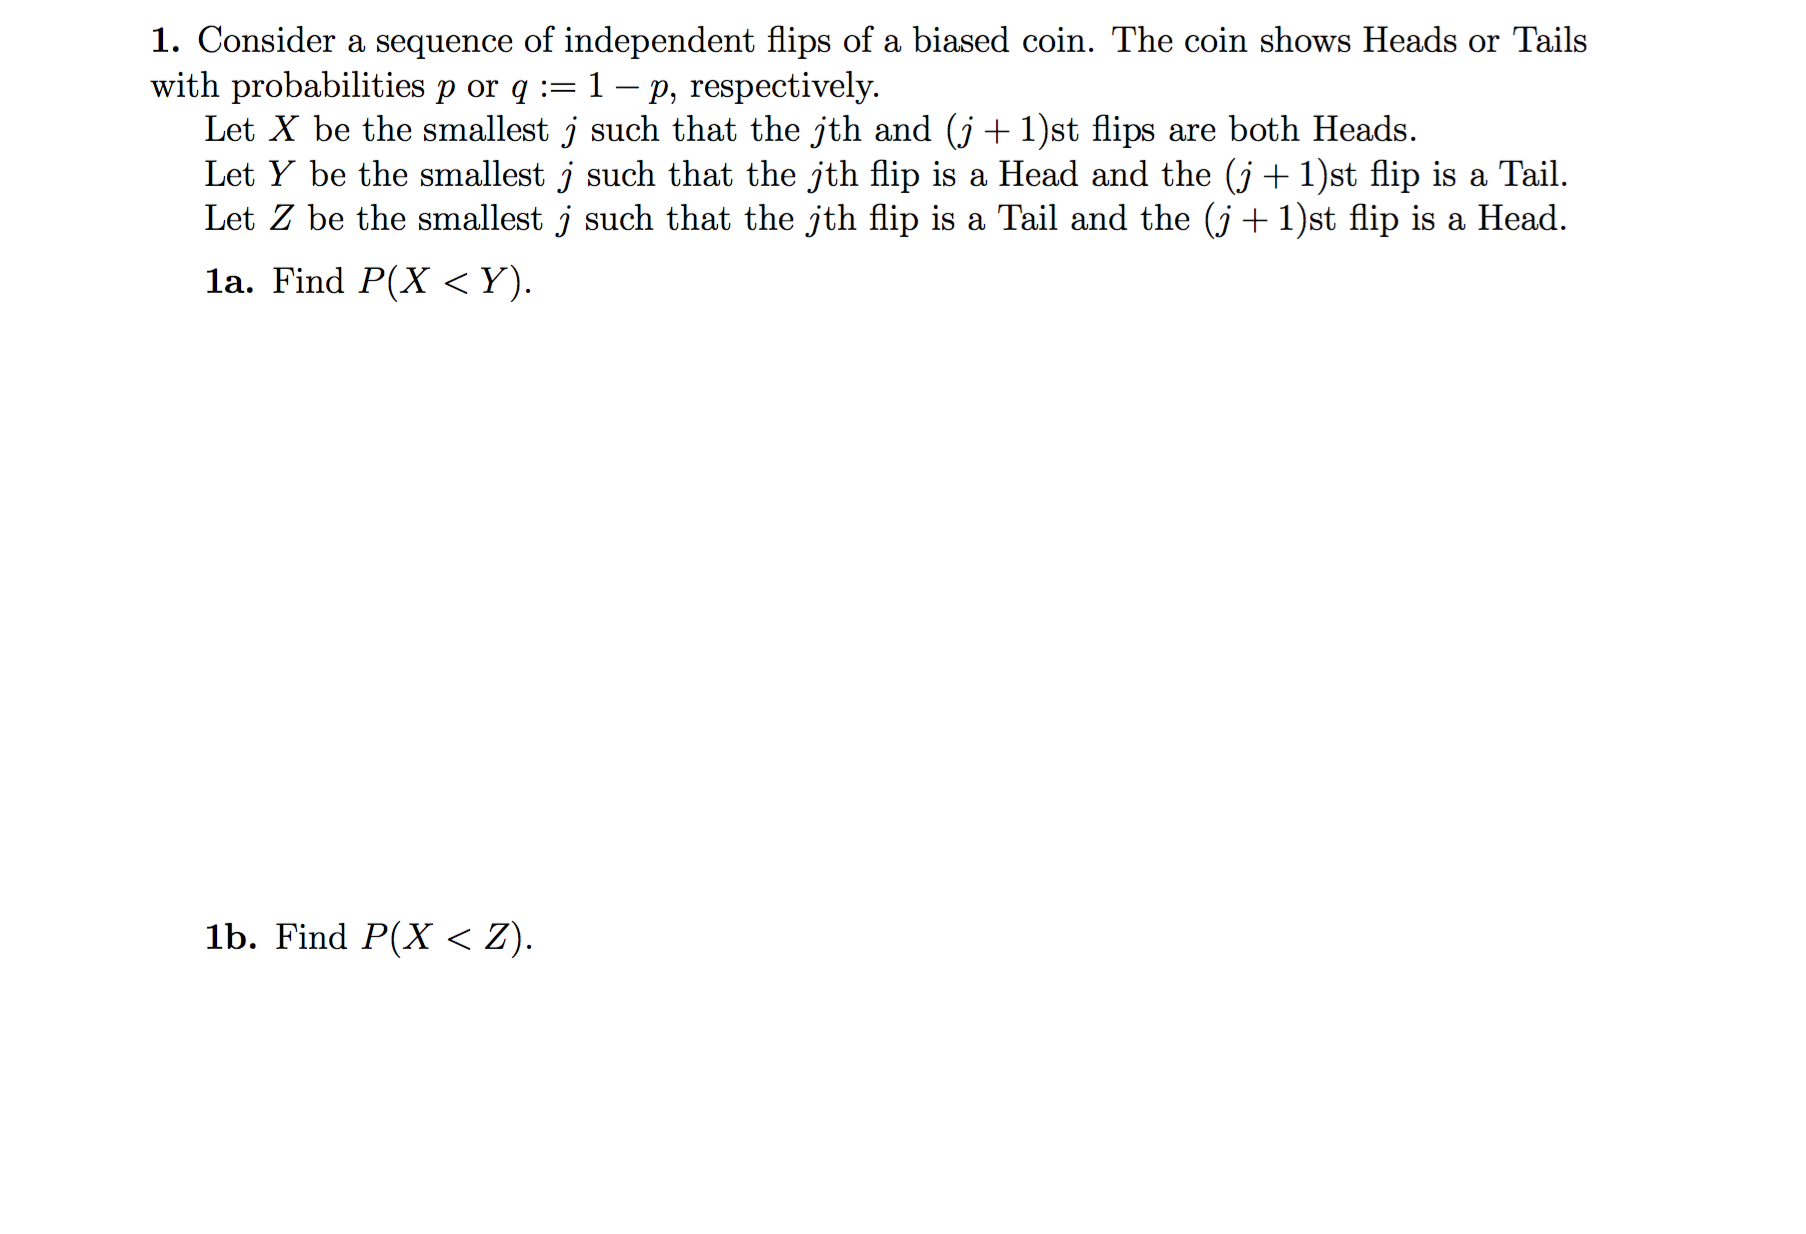 1. Consider a sequence of independent flips of a biased coin. The coin shows Heads or Tails
with probabilities p or q := 1 − p, respectively.
Let X be the smallest j such that the jth and (j + 1)st flips are both Heads.
Let Y be the smallest j such that the jth flip is a Head and the (j + 1)st flip is a Tail.
Let Z be the smallest j such that the jth flip is a Tail and the (j + 1)st flip is a Head.
1a. Find P(X < Y).
1b. Find P(X < Z).